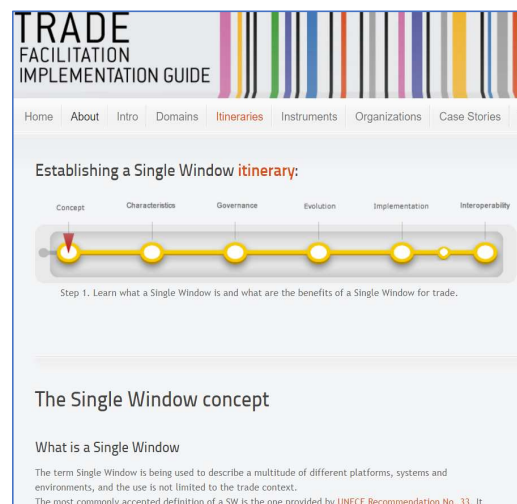 TRADE
FACILITATION
IMPLEMENTATION GUIDE
Home About Intro Domains Itineraries Instruments Organizations Case Stories
Establishing a Single Window itinerary:
Concept Characteristics Governance Evolution Implementation Interoperability
Step 1. Learn what a Single Window is and what are the benefits of a Single Window for trade.
The Single Window concept
What is a Single Window
The term Single Window is being used to describe a multitude of different platforms, systems and
environments, and the use is not limited to the trade context.
The most commonly accepted definition of a SW is the one provided by UNECE Recommendation No. 33. It